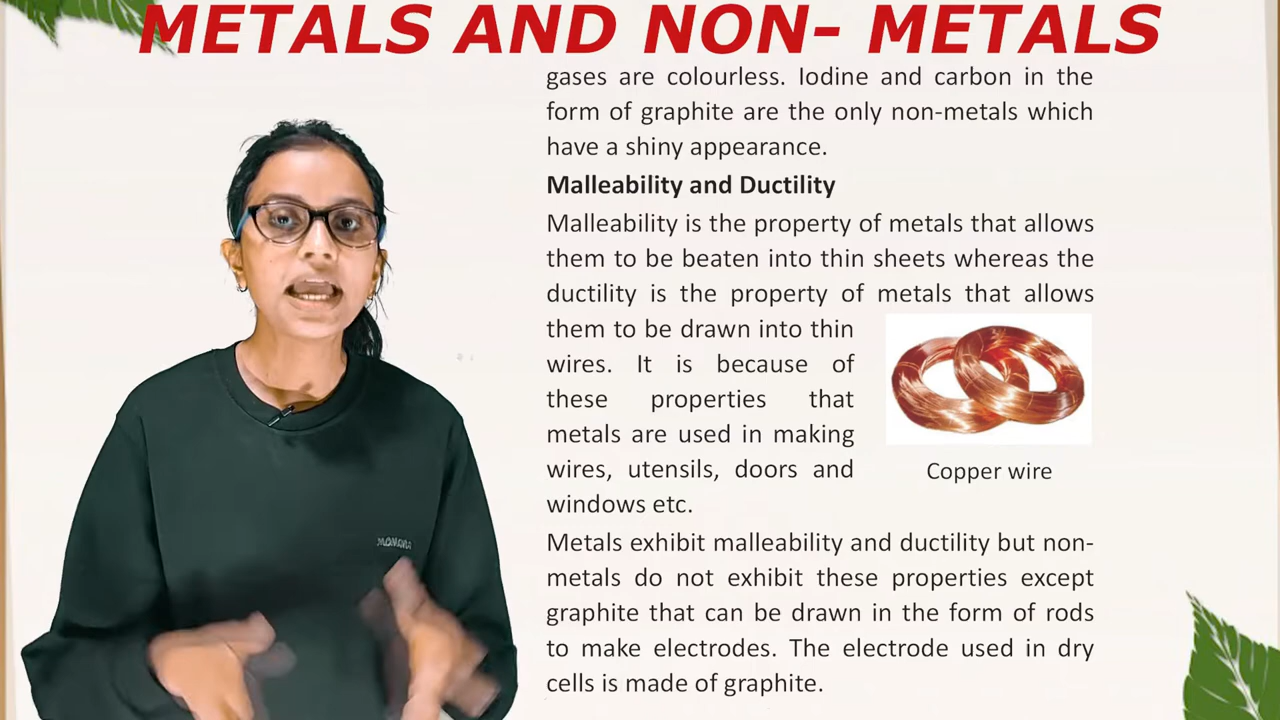 METALS AND NON- METALS
gases are colourless. Iodine and carbon in the
form of graphite are the only non-metals which
have a shiny appearance.
Malleability and Ductility
Malleability is the property of metals that allows
them to be beaten into thin sheets whereas the
ductility is the property of metals that allows
them to be drawn into thin
wires. It is because of
these properties that
metals are used in making
wires, utensils, doors and
windows etc.
Copper wire
Metals exhibit malleability and ductility but non-
metals do not exhibit these properties except
graphite that can be drawn in the form of rods
to make electrodes. The electrode used in dry
cells is made of graphite.